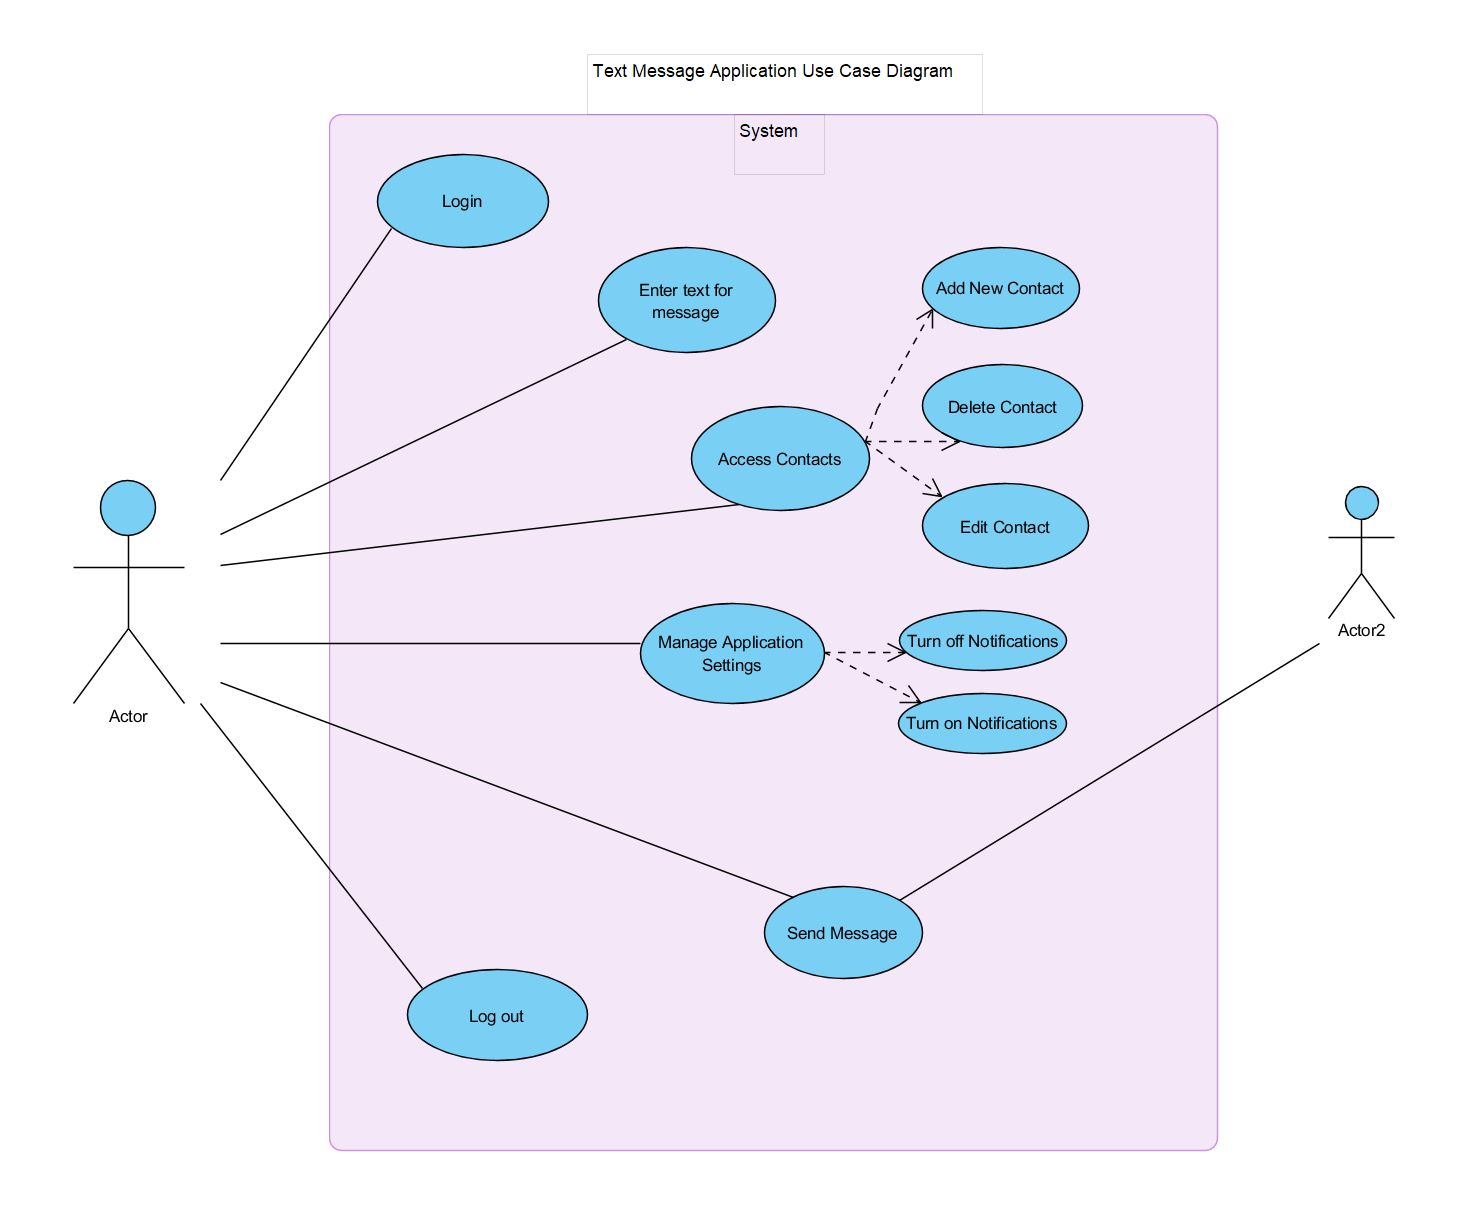 Text Message Application Use Case Diagram
System
Login
Enter text for
message
Add New Contact
Delete Contact
Access Contacts
Edit Contact
Manage Application
Settings
Turn off Notifications
Turn on Notifications
Actor
Actor2
Send Message
Log out